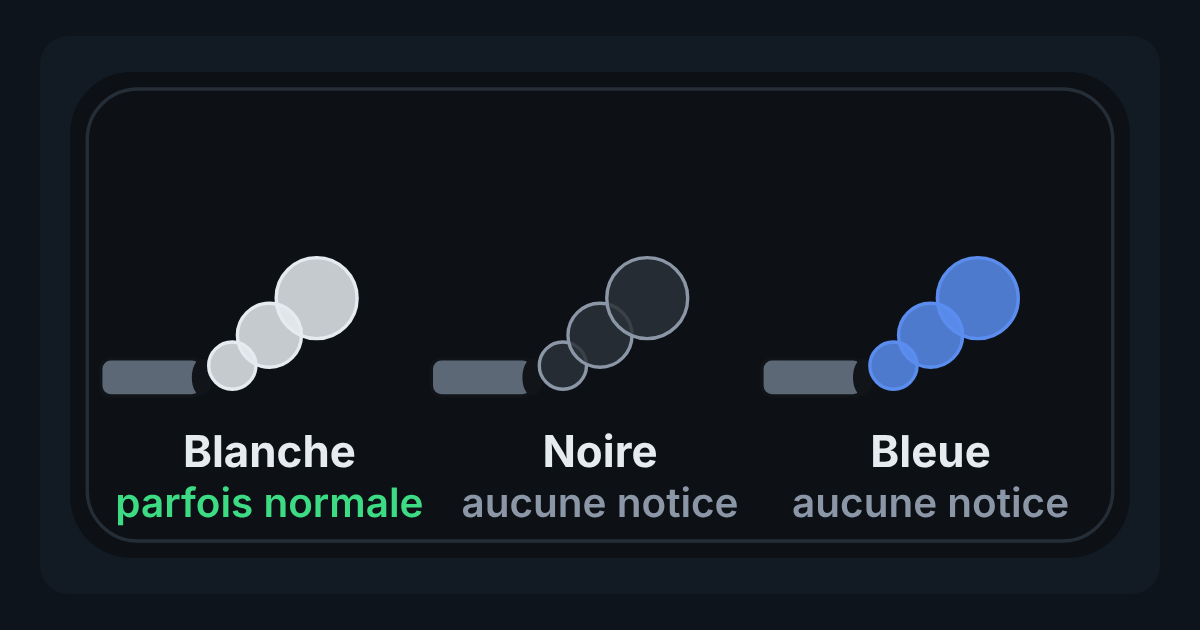 Blanche
parfois normale
Noire
aucune notice
Bleue
aucune notice